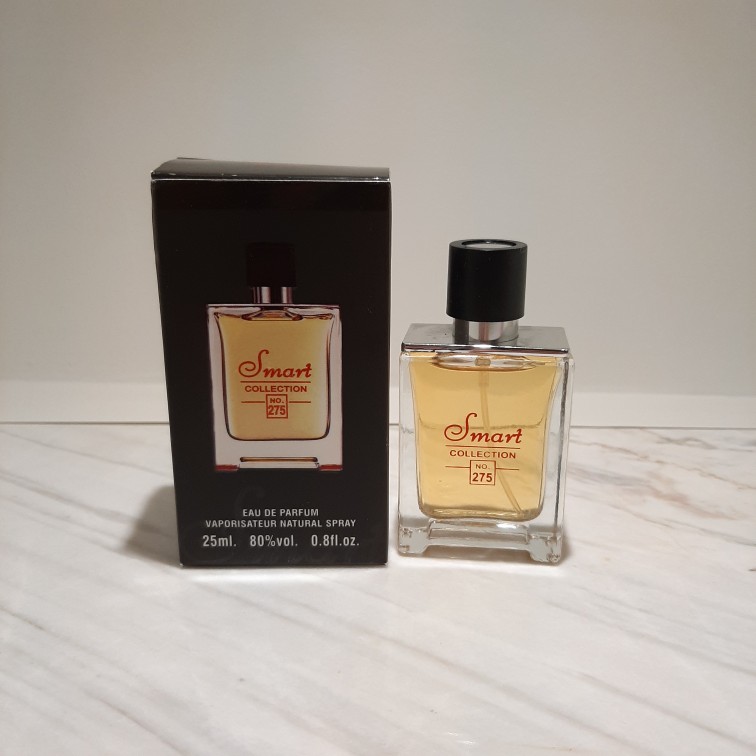 Smart
COLLECTION
NO.
275
EAU DE PARFUM
VAPORISATEUR NATURAL SPRAY
25ml. 80%vol. 0.8fl.oz.
Smart
COLLECTION
NO.
275